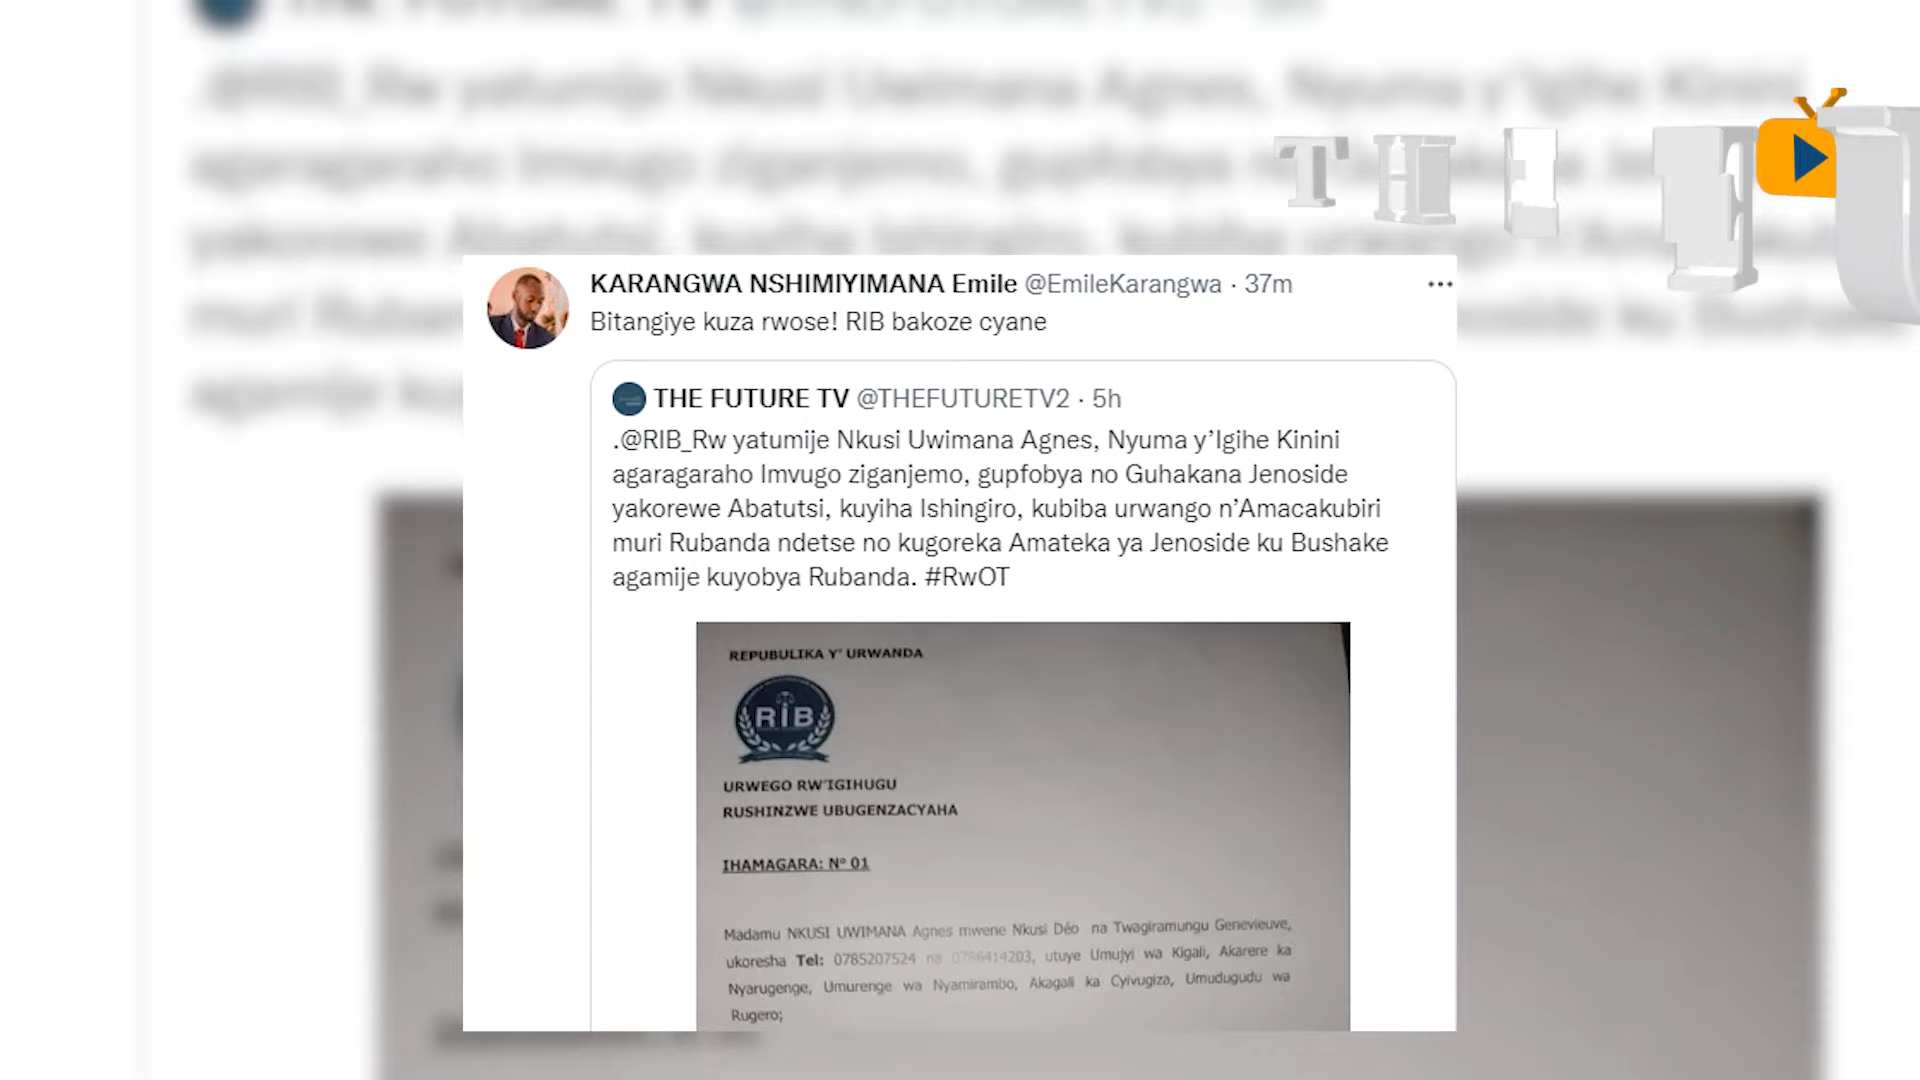 THE FU
KARANGWA NSHIMIYIMANA Emile @EmileKarangwa · 37m
Bitangiye kuza rwose! RIB bakoze cyane
THE FUTURE TV @THEFUTURETV2 · 5h
.@RIB_Rw yatumije Nkusi Uwimana Agnes, Nyuma y’Igihe Kinini
agaragaraho Imvugo ziganjemo, gupfobya no Guhakana Jenoside
yakorewe Abatutsi, kuyiha Ishingiro, kubiba urwango n’Amacakubiri
muri Rubanda ndetse no kugoreka Amateka ya Jenoside ku Bushake
agamije kuyobya Rubanda. #RwOT
REPUBULIKA Y' URWANDA
RIB
URWEGO RW'IGIHUGU
RUSHINZWE UBUGENZACYAHA
IHAMAGARA: Nº 01
Madamu NKUSI UWIMANA Agnes mwene Nkusi Déo na Twagiramungu Genevieuve,
ukoresha Tel: 0785207524 na 0786414203, utuye Umujyi wa Kigali, Akarere ka
Nyarugenge, Umurenge wa Nyamirambo, Akagali ka Cyivugiza, Umudugudu wa
Rugero;